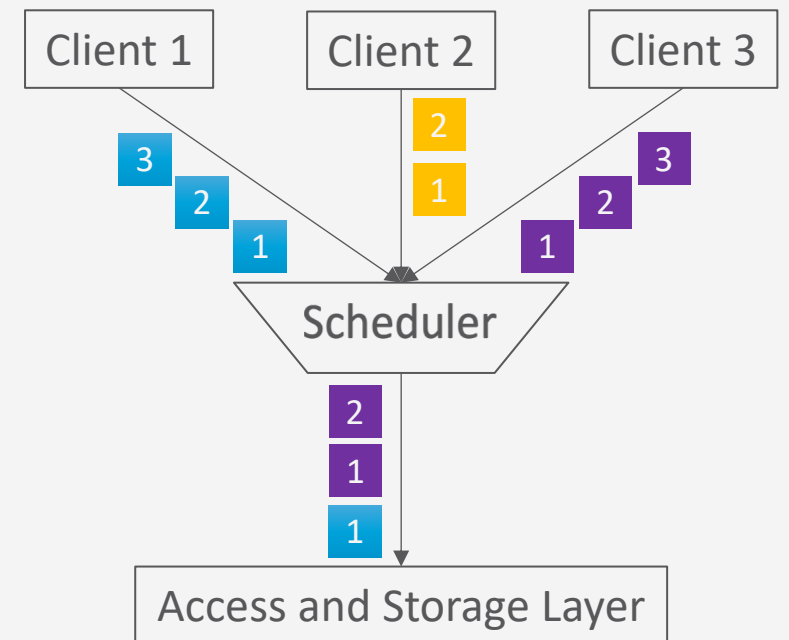 Client 1
Client 2
Client 3
3
2
1
2
1
3
2
1
Scheduler
2
1
1
Access and Storage Layer